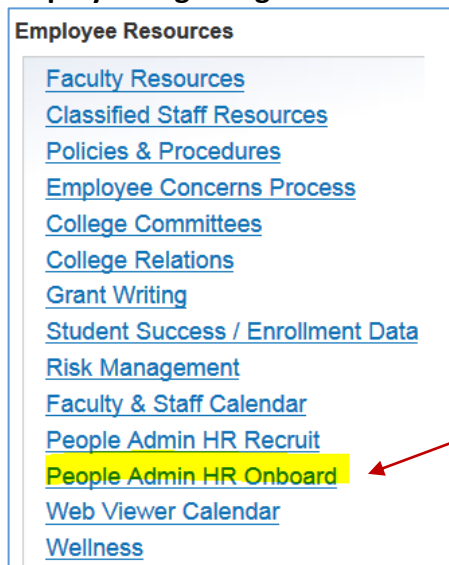 Employee Resources
Faculty Resources
Classified Staff Resources
Policies & Procedures
Employee Concerns Process
College Committees
College Relations
Grant Writing
Student Success / Enrollment Data
Risk Management
Faculty & Staff Calendar
People Admin HR Recruit
People Admin HR Onboard
Web Viewer Calendar
Wellness